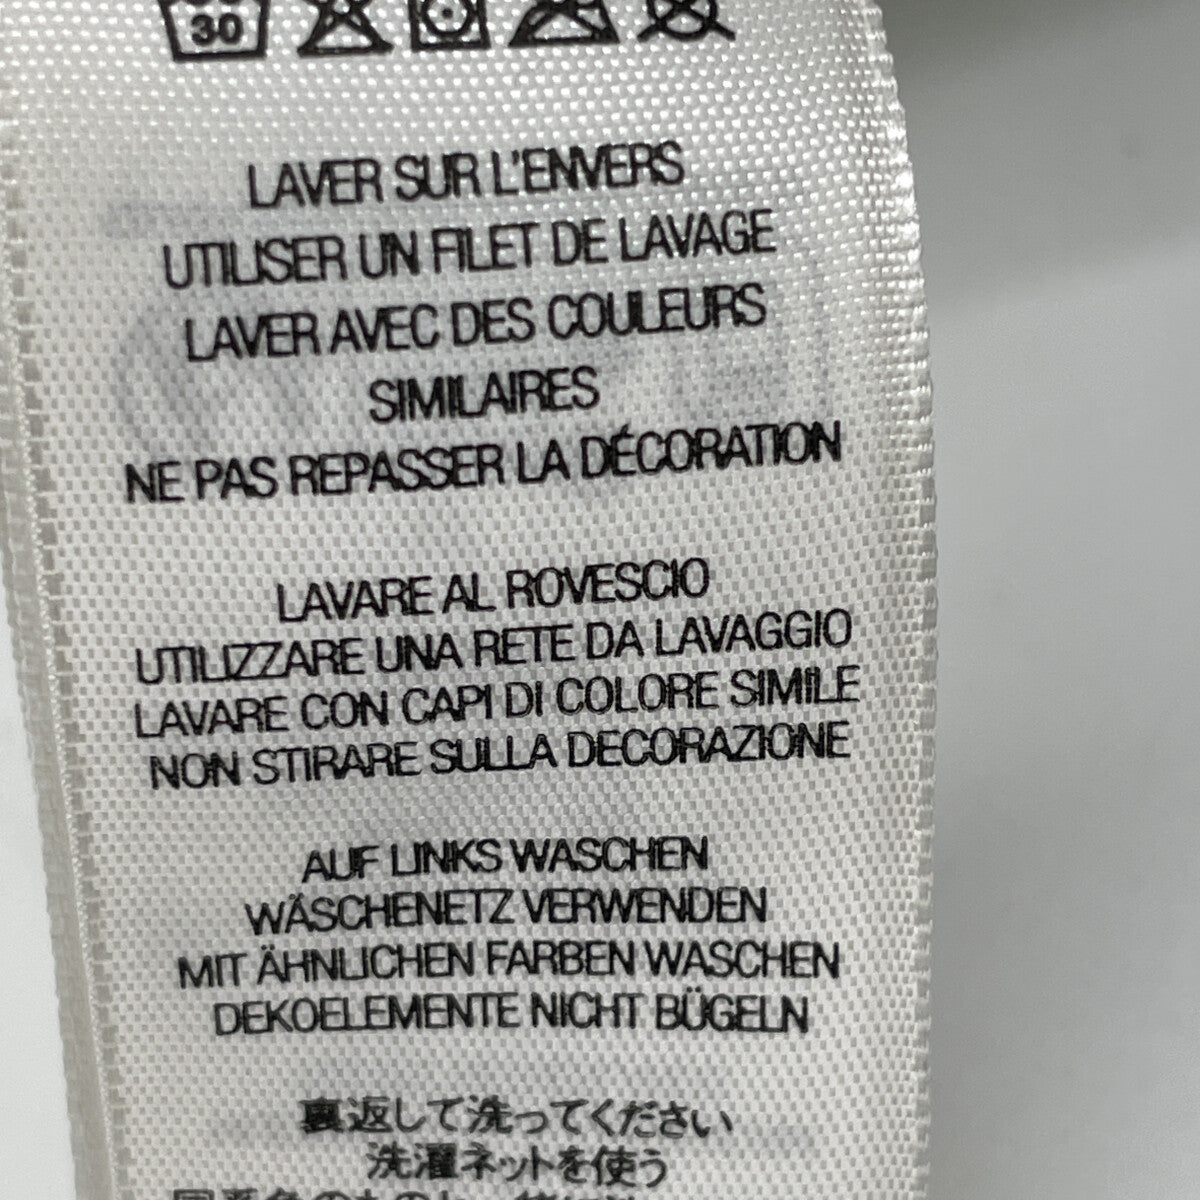 30
LAVER SUR L'ENVERS
UTILISER UN FILET DE LAVAGE
LAVER AVEC DES COULEURS
SIMILAIRES
NE PAS REPASSER LA DÉCORATION
LAVARE AL ROVESCIO
UTILIZZARE UNA RETE DA LAVAGGIO
LAVARE CON CAPI DI COLORE SIMILE
NON STIRARE SULLA DECORAZIONE
AUF LINKS WASCHEN
WÄSCHENETZ VERWENDEN
MIT ÄHNLICHEN FARBEN WASCHEN
DEKOELEMENTE NICHT BÜGELN
裏返して洗ってください
洗濯ネットを使う